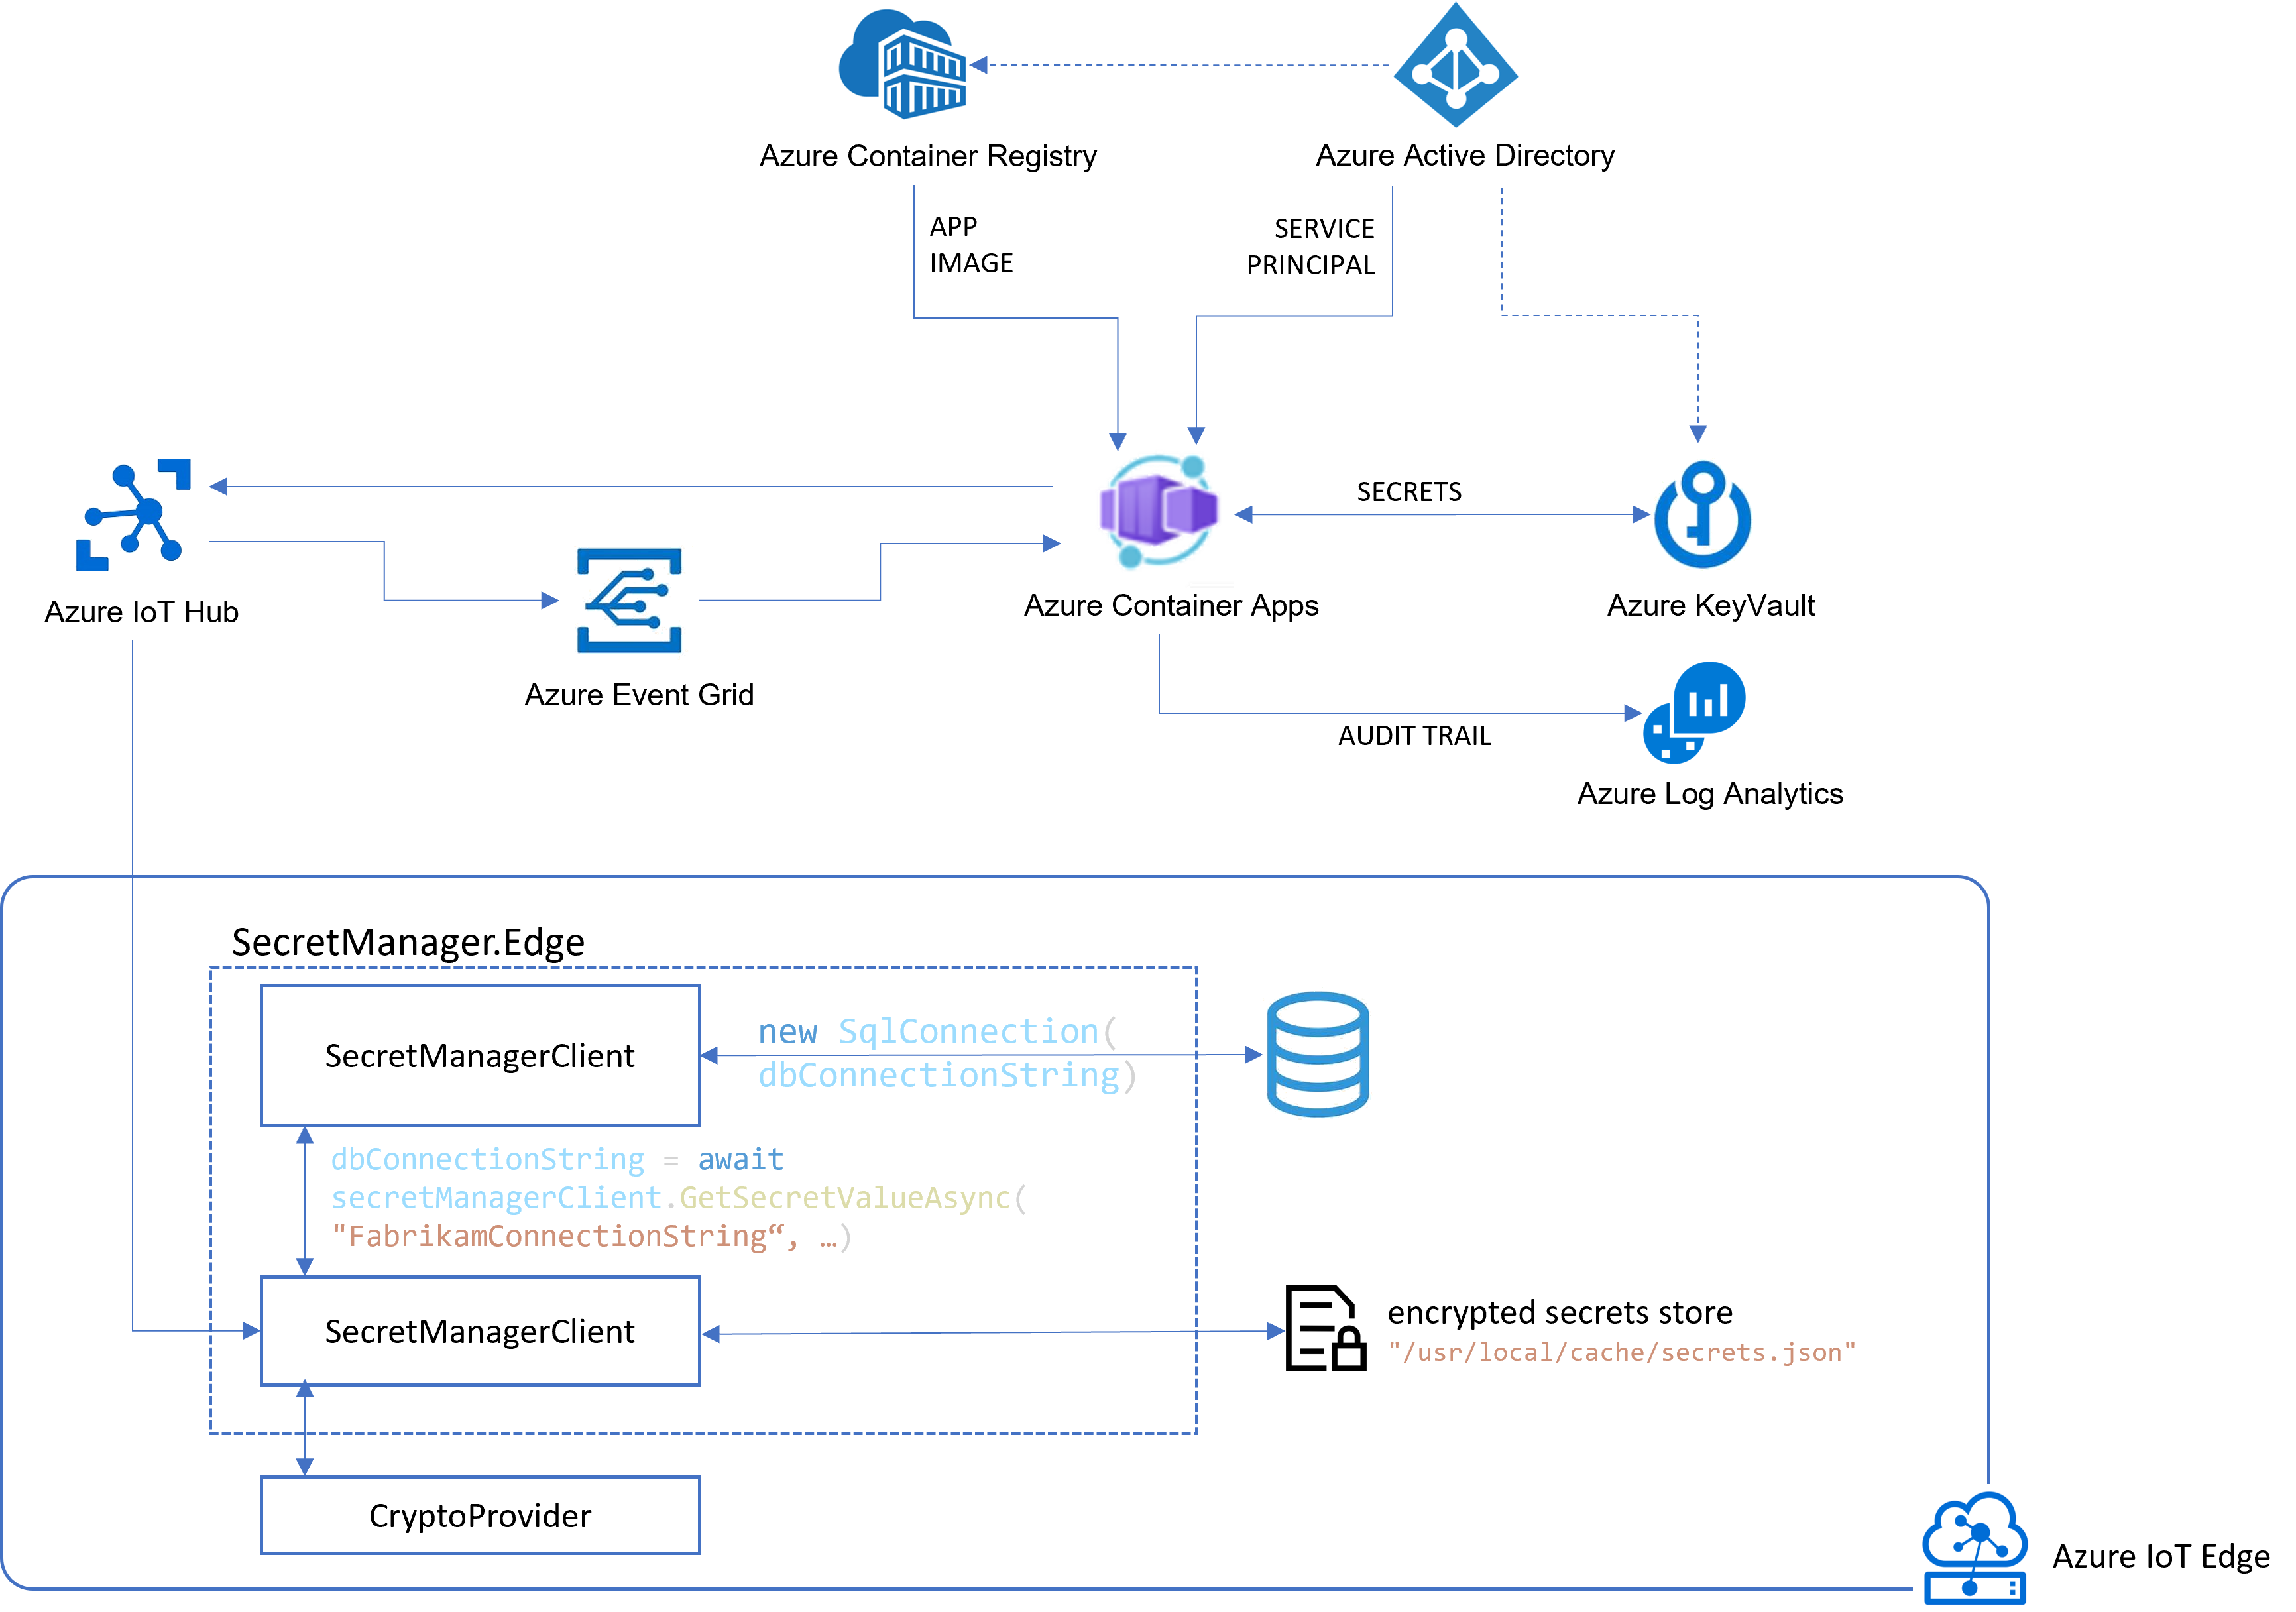 Azure Container Registry
Azure Active Directory
APP
IMAGE
SERVICE
PRINCIPAL
SECRETS
Azure IoT Hub
Azure Container Apps
Azure KeyVault
Azure Event Grid
AUDIT TRAIL
Azure Log Analytics
SecretManager.Edge
SecretManagerClient
new SqlConnection(
dbConnectionString)
dbConnectionString = await
secretManagerClient.GetSecretValueAsync(
"FabrikamConnectionString“, …)
SecretManagerClient
encrypted secrets store
"/usr/local/cache/secrets.json"
CryptoProvider
Azure IoT Edge